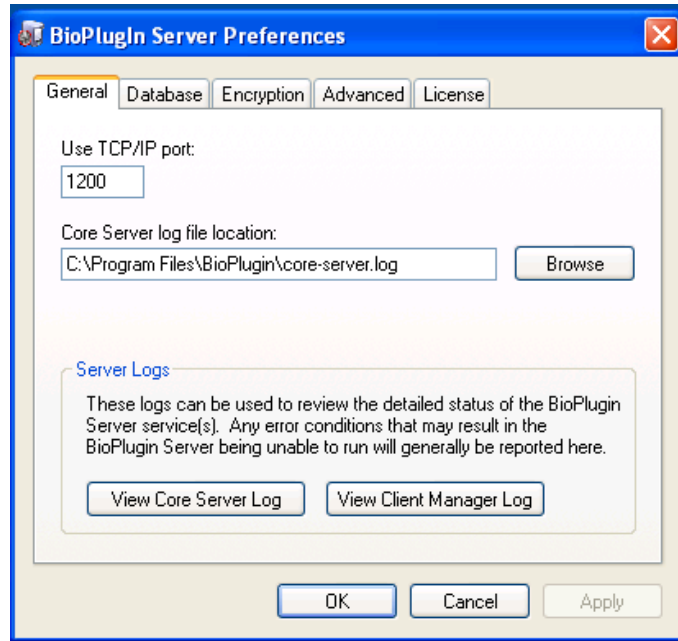 BioPlugIn Server Preferences
General Database Encryption Advanced License
Use TCP/IP port:
1200
Core Server log file location:
C:\Program Files\BioPlugin\core-server.log Browse
Server Logs
These logs can be used to review the detailed status of the BioPlugin
Server service(s). Any error conditions that may result in the
BioPlugin Server being unable to run will generally be reported here.
View Core Server Log View Client Manager Log
OK Cancel Apply